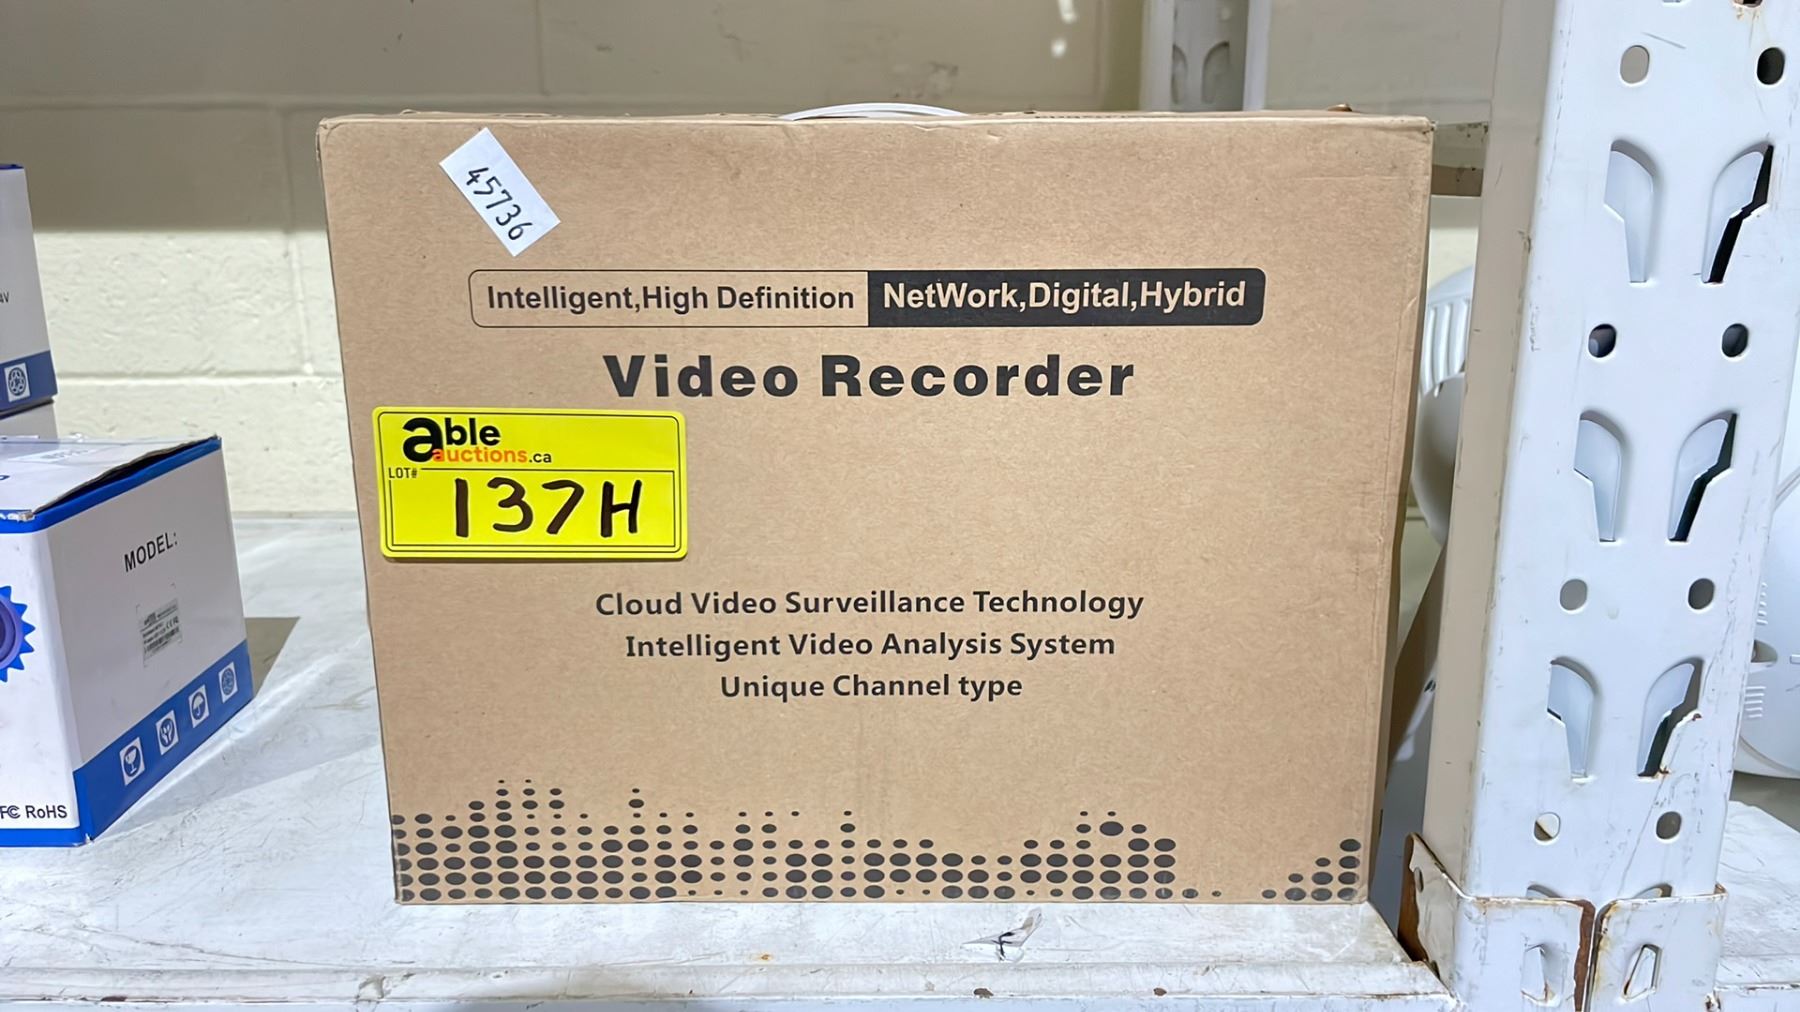 45736
Intelligent,High Definition NetWork,Digital,Hybrid
Video Recorder
able
auctions.ca
LOT#
137H
Cloud Video Surveillance Technology
Intelligent Video Analysis System
Unique Channel type
MODEL:
FC RoHS